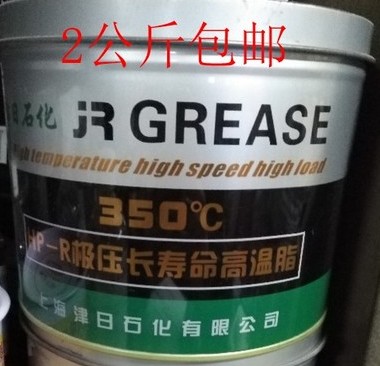 2公斤包邮
日石化 JR GREASE
High temperature high speed high load
350℃
HP-R极压长寿命高温脂
上海津日石化有限公司